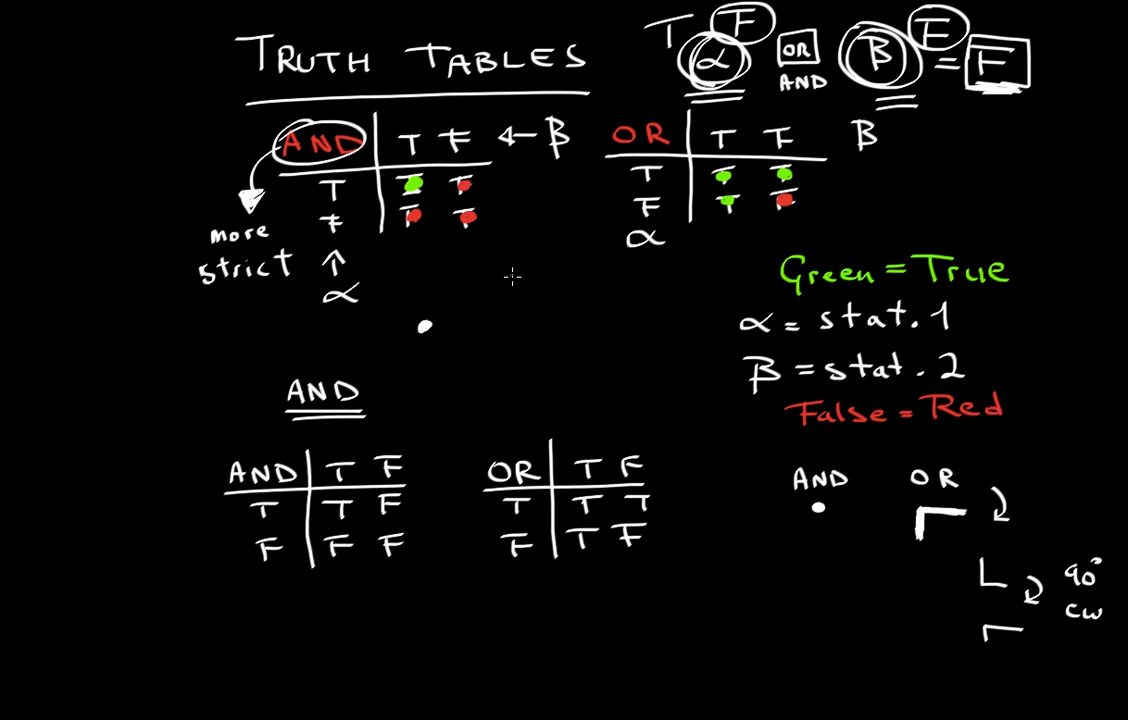 TRUTH TABLES
T F F
α OR β = F
AND
AND T F ← β
T T F
F F F
↑
α
more
strict
OR T F β
T T T
F T F
α
Green = True
α = stat. 1
β = stat. 2
False = Red
AND
AND T F
T T F
F F F
OR T F
T T T
F T F
AND OR
90°
CW